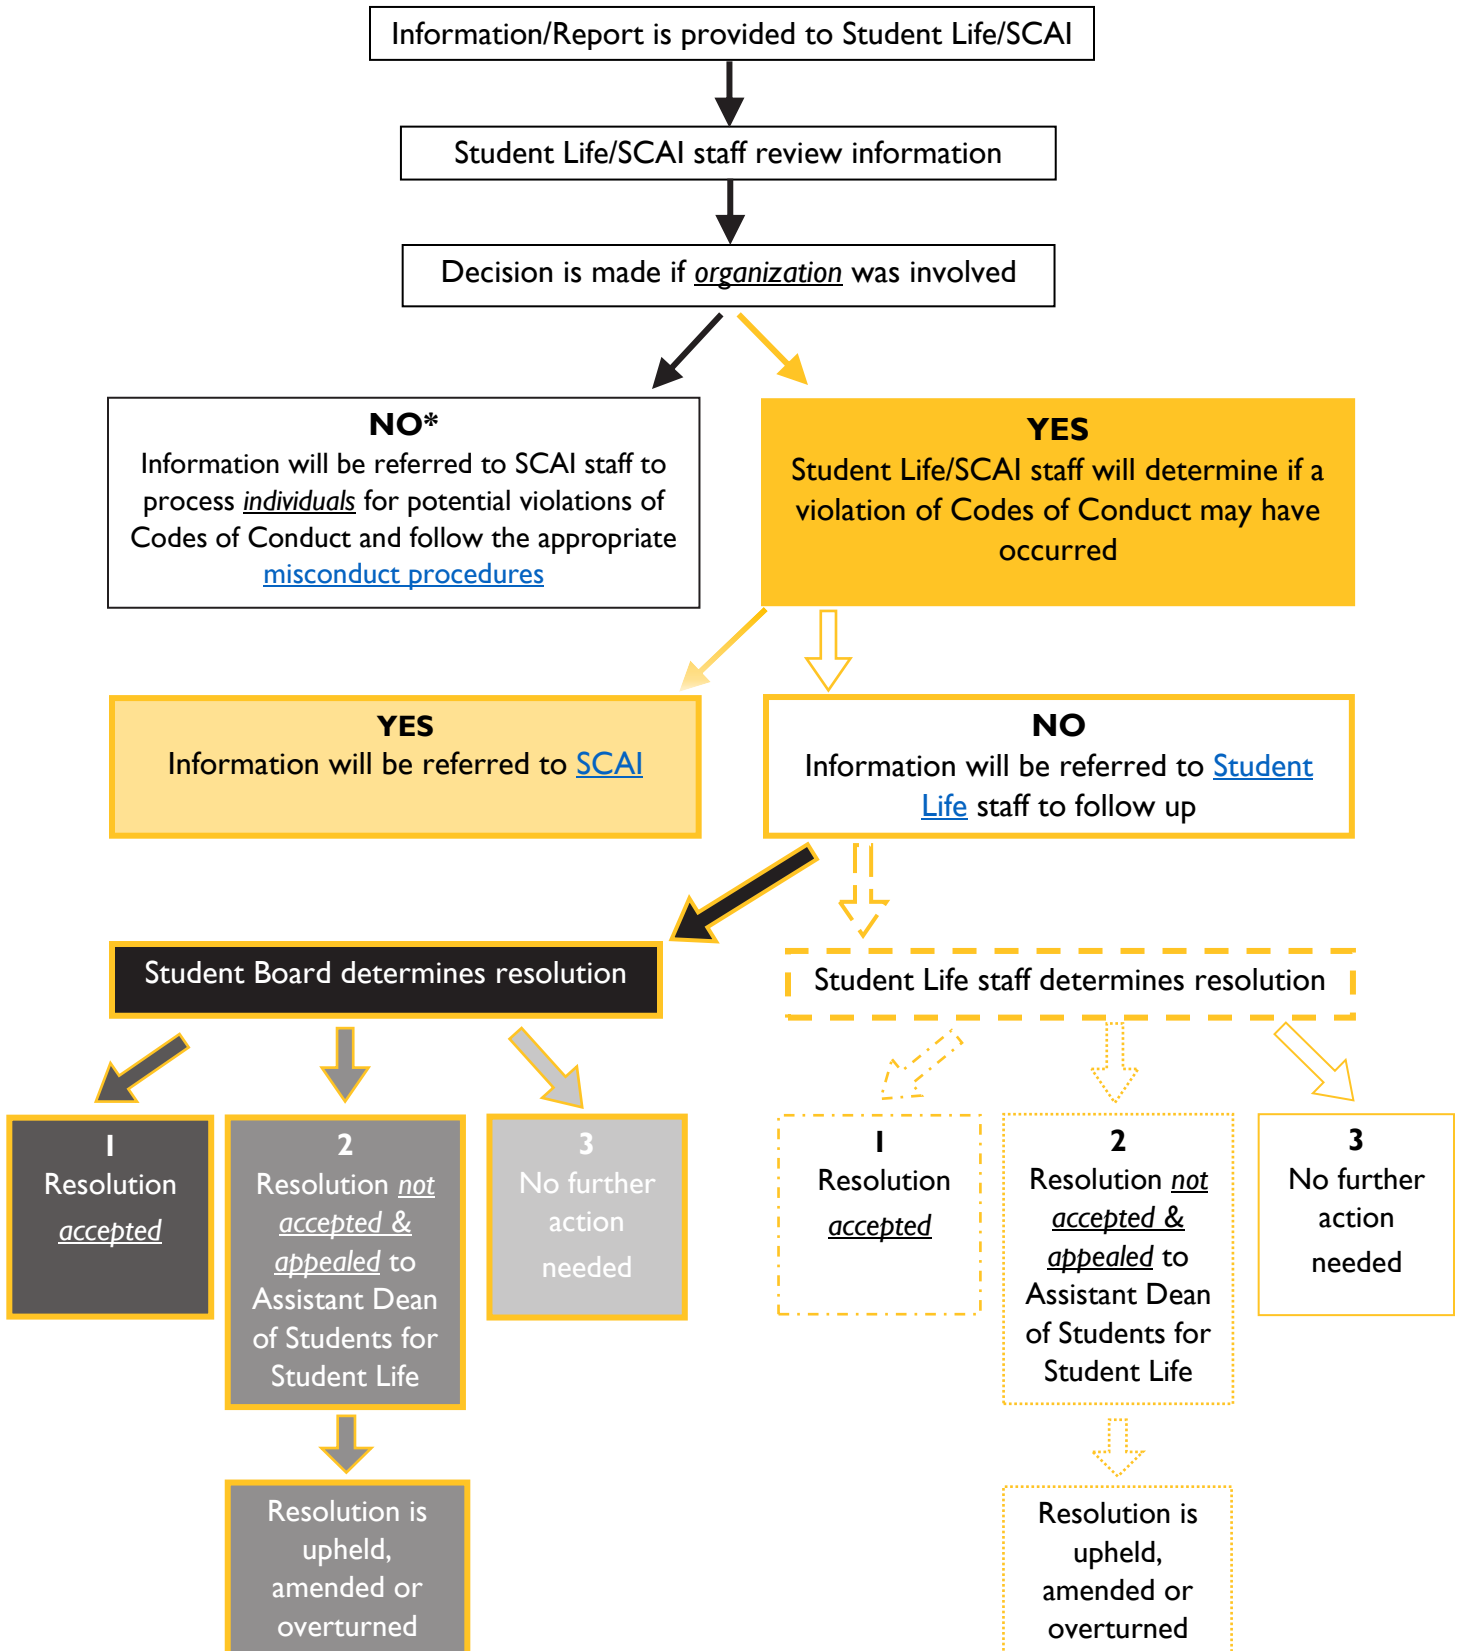 Information/Report is provided to Student Life/SCAI
Student Life/SCAI staff review information
Decision is made if organization was involved
NO*
Information will be referred to SCAI staff to
process individuals for potential violations of
Codes of Conduct and follow the appropriate
misconduct procedures
YES
Student Life/SCAI staff will determine if a
violation of Codes of Conduct may have
occurred
YES
Information will be referred to SCAI
NO
Information will be referred to Student
Life staff to follow up
Student Board determines resolution
Student Life staff determines resolution
1
Resolution
accepted
2
Resolution not
accepted &
appealed to
Assistant Dean
of Students for
Student Life
3
No further
action
needed
1
Resolution
accepted
2
Resolution not
accepted &
appealed to
Assistant Dean
of Students for
Student Life
3
No further
action
needed
Resolution is
upheld,
amended or
overturned
Resolution is
upheld,
amended or
overturned